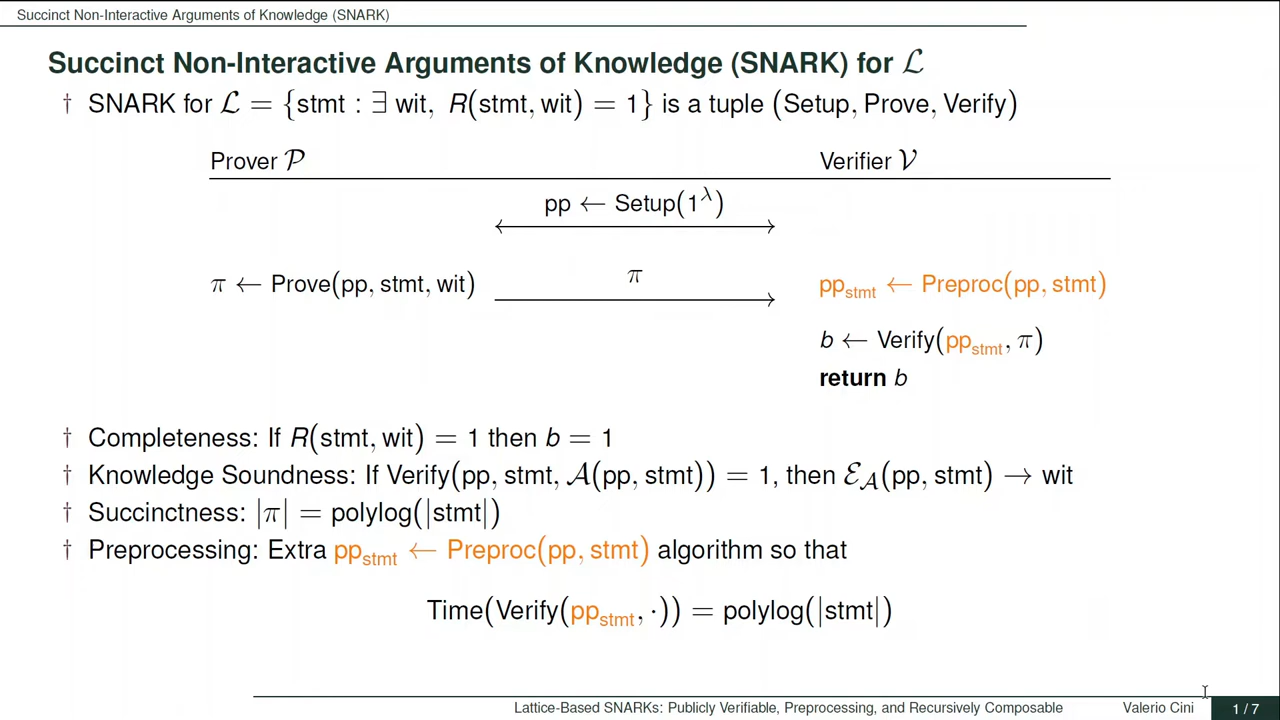 Succinct Non-Interactive Arguments of Knowledge (SNARK)
Succinct Non-Interactive Arguments of Knowledge (SNARK) for ℒ
† SNARK for ℒ = {stmt : ∃ wit, R(stmt, wit) = 1} is a tuple (Setup, Prove, Verify)
Prover 𝒫 Verifier 𝒱
pp ← Setup(1^λ)
π ← Prove(pp, stmt, wit) π pp_stmt ← Preproc(pp, stmt)
b ← Verify(pp_stmt, π)
return b
† Completeness: If R(stmt, wit) = 1 then b = 1
† Knowledge Soundness: If Verify(pp, stmt, 𝒜(pp, stmt)) = 1, then ℰ_𝒜(pp, stmt) → wit
† Succinctness: |π| = polylog(|stmt|)
† Preprocessing: Extra pp_stmt ← Preproc(pp, stmt) algorithm so that
Time(Verify(pp_stmt, ·)) = polylog(|stmt|)
Lattice-Based SNARKs: Publicly Verifiable, Preprocessing, and Recursively Composable Valerio Cini 1 / 7